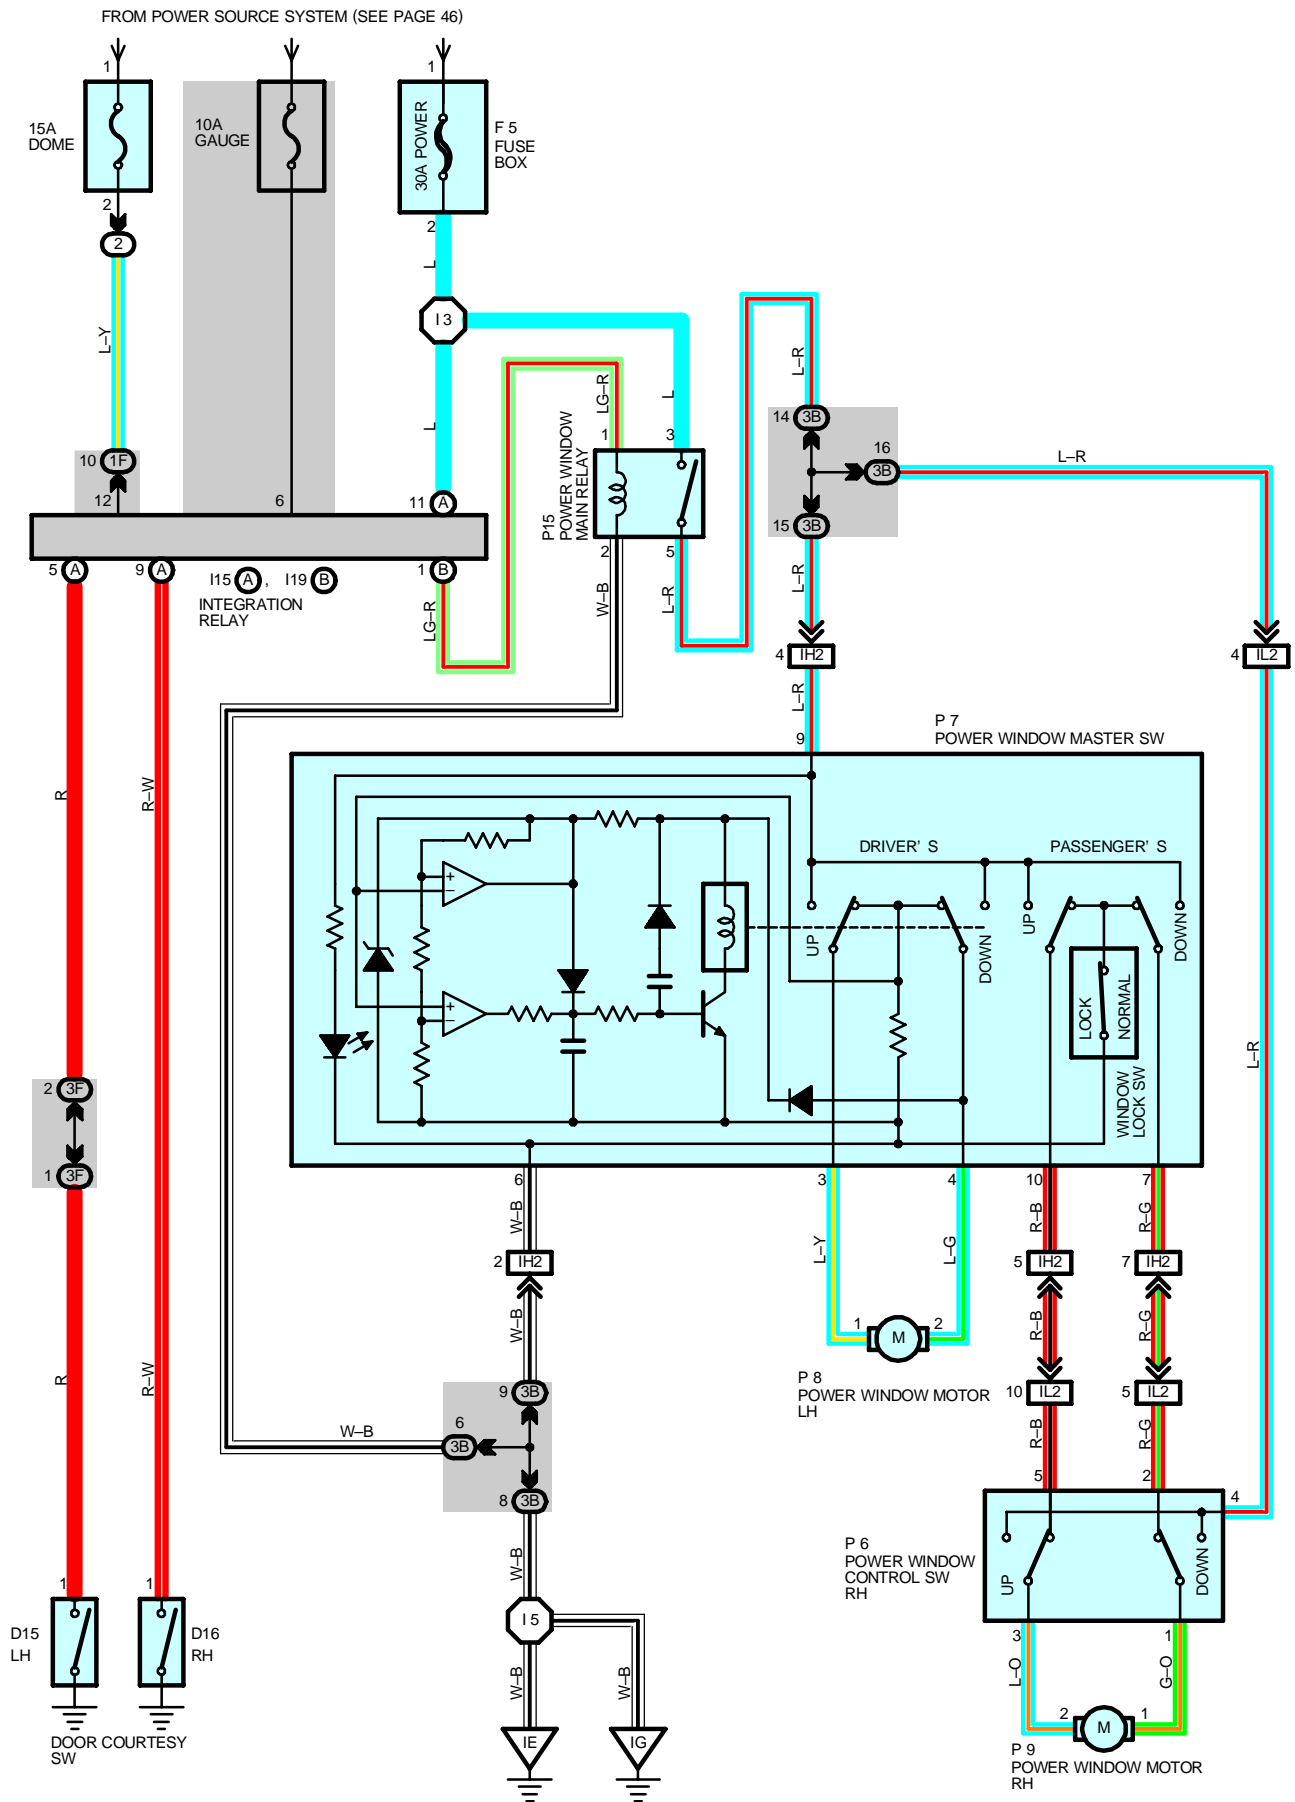 FROM POWER SOURCE SYSTEM (SEE PAGE 46)
1
1
15A
DOME
10A
GAUGE
30A POWER
F 5
FUSE
BOX
2
2
2
L
I 3
L–Y
L
LG–R
L
L–R
14 3B
16
3B
L–R
1
3
P15
POWER WINDOW
MAIN RELAY
10 1F
12
6
11 A
15 3B
2
5
5 A
9 A
I15 A , I19 B
INTEGRATION
RELAY
1 B
LG–R
W–B
L–R
L–R
4 IH2
4 IL2
L–R
P 7
POWER WINDOW MASTER SW
9
R
R–W
DRIVER' S
PASSENGER' S
+
–
UP
DOWN
UP
DOWN
+
–
LOCK
NORMAL
WINDOW
LOCK SW
L–R
2 3F
1 3F
6
3
4
10
7
W–B
L–Y
L–G
R–B
R–G
2 IH2
5 IH2
7 IH2
W–B
1
M
2
R–B
R–G
P 8
POWER WINDOW MOTOR
LH
R
R–W
9 3B
10 IL2
5 IL2
W–B
6
3B
R–B
R–G
8 3B
5
2
4
P 6
POWER WINDOW
CONTROL SW
RH
UP
DOWN
W–B
1
1
D15
LH
D16
RH
I 5
3
1
W–B
W–B
L–O
G–O
2
M
1
IE
IG
DOOR COURTESY
SW
P 9
POWER WINDOW MOTOR
RH